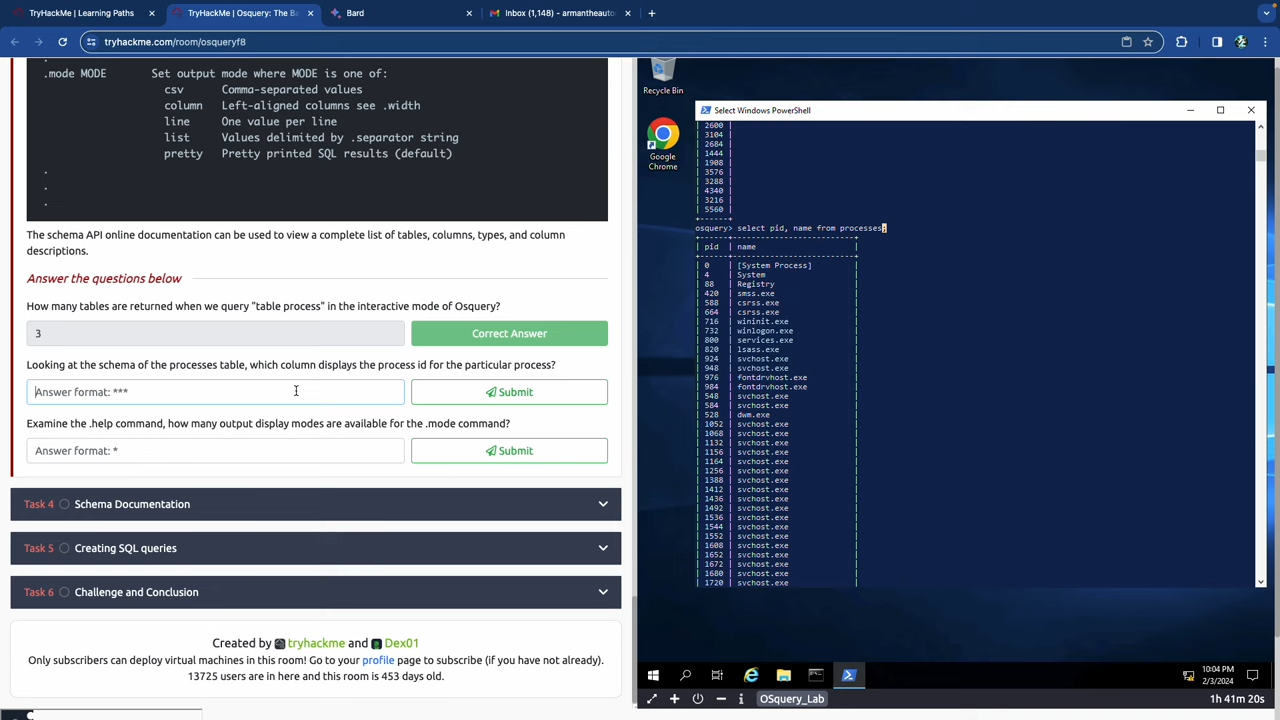 TryHackMe | Learning Paths
TryHackMe | Osquery: The Ba
Bard
Inbox (1,148) - armantheauto
tryhackme.com/room/osqueryf8
.
.mode MODE Set output mode where MODE is one of:
csv Comma-separated values
column Left-aligned columns see .width
line One value per line
list Values delimited by .separator string
pretty Pretty printed SQL results (default)
.
.
.
The schema API online documentation can be used to view a complete list of tables, columns, types, and column
descriptions.
Answer the questions below
How many tables are returned when we query "table process" in the interactive mode of Osquery?
3
Correct Answer
Looking at the schema of the processes table, which column displays the process id for the particular process?
Answer format: ***
Submit
Examine the .help command, how many output display modes are available for the .mode command?
Answer format: *
Submit
Task 4 Schema Documentation
Task 5 Creating SQL queries
Task 6 Challenge and Conclusion
Created by tryhackme and Dex01
Only subscribers can deploy virtual machines in this room! Go to your profile page to subscribe (if you have not already).
13725 users are in here and this room is 453 days old.
Recycle Bin
Google
Chrome
Select Windows PowerShell
| 2600 |
| 3104 |
| 2684 |
| 1444 |
| 1908 |
| 3576 |
| 3288 |
| 4340 |
| 3216 |
| 5560 |
+------+
osquery> select pid, name from processes;
+------+---------------------------+
| pid | name |
+------+---------------------------+
| 0 | [System Process] |
| 4 | System |
| 88 | Registry |
| 420 | smss.exe |
| 588 | csrss.exe |
| 664 | csrss.exe |
| 716 | wininit.exe |
| 732 | winlogon.exe |
| 800 | services.exe |
| 820 | lsass.exe |
| 924 | svchost.exe |
| 948 | svchost.exe |
| 976 | fontdrvhost.exe |
| 984 | fontdrvhost.exe |
| 548 | svchost.exe |
| 584 | svchost.exe |
| 528 | dwm.exe |
| 1052 | svchost.exe |
| 1068 | svchost.exe |
| 1132 | svchost.exe |
| 1156 | svchost.exe |
| 1164 | svchost.exe |
| 1256 | svchost.exe |
| 1388 | svchost.exe |
| 1412 | svchost.exe |
| 1436 | svchost.exe |
| 1492 | svchost.exe |
| 1536 | svchost.exe |
| 1544 | svchost.exe |
| 1552 | svchost.exe |
| 1608 | svchost.exe |
| 1652 | svchost.exe |
| 1672 | svchost.exe |
| 1680 | svchost.exe |
| 1720 | svchost.exe |
10:04 PM
2/3/2024
OSquery_Lab
1h 41m 20s